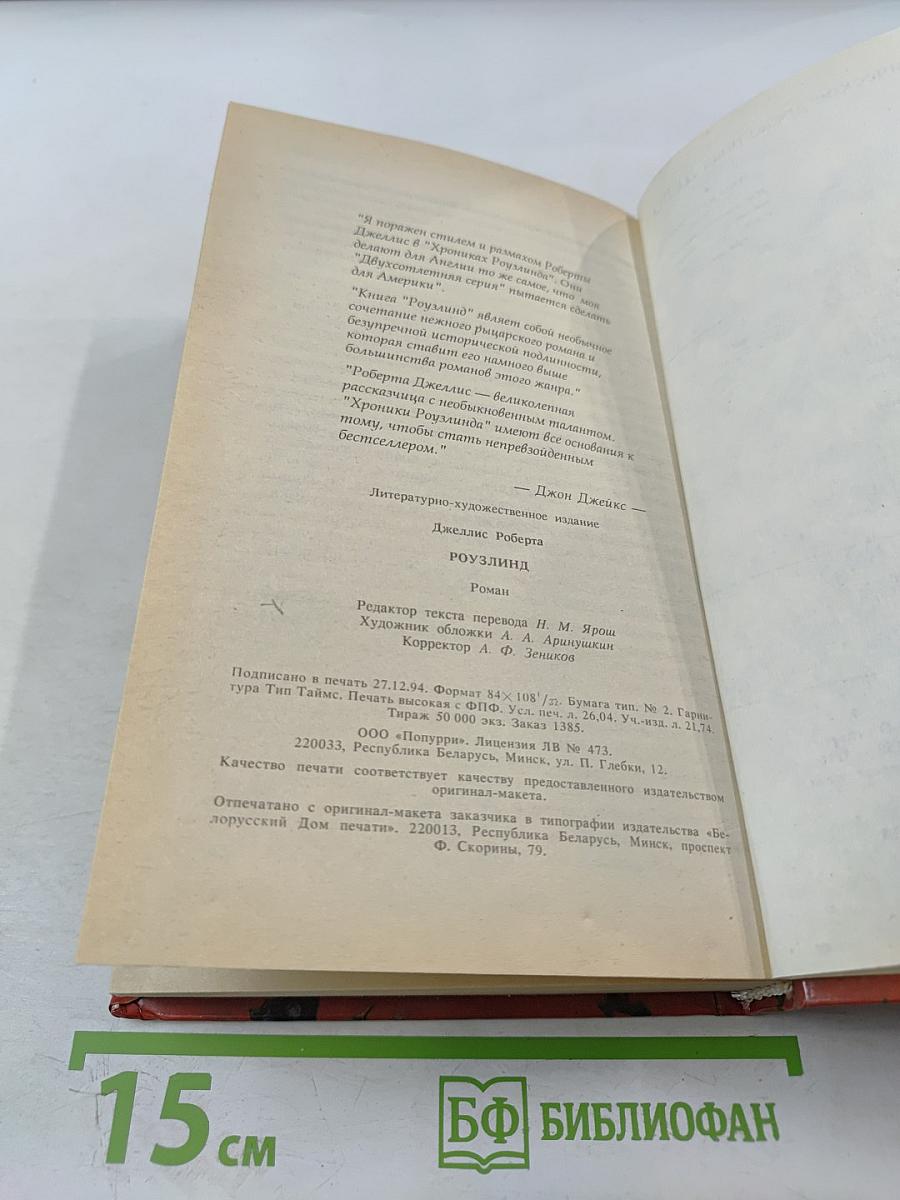 "Я поражен стилем и размахом Роберты
Джеллис в "Хрониках Роузлинда". Они
делают для Англии то же самое, что моя
"Двухсотлетняя серия" пытается сделать
для Америки".
"Книга "Роузлинд" являет собой необычное
сочетание нежного рыцарского романа и
безупречной исторической подлинности,
которая ставит его намного выше
большинства романов этого жанра."
"Роберта Джеллис — великолепная
рассказчица с необыкновенным талантом.
"Хроники Роузлинда" имеют все основания к
тому, чтобы стать непревзойденным
бестселлером."
— Джон Джейкс —
Литературно-художественное издание
Джеллис Роберта
РОУЗЛИНД
Роман
Редактор текста перевода Н. М. Ярош
Художник обложки А. А. Аринушкин
Корректор А. Ф. Зеников
Подписано в печать 27.12.94. Формат 84×108¹/₃₂. Бумага тип. № 2. Гарни-
тура Тип Таймс. Печать высокая с ФПФ. Усл. печ. л. 26,04. Уч.-изд. л. 21,74.
Тираж 50 000 экз. Заказ 1385.
ООО «Попурри». Лицензия ЛВ № 473.
220033, Республика Беларусь, Минск, ул. П. Глебки, 12.
Качество печати соответствует качеству предоставленного издательством
оригинал-макета.
Отпечатано с оригинал-макета заказчика в типографии издательства «Бе-
лорусский Дом печати». 220013, Республика Беларусь, Минск, проспект
Ф. Скорины, 79.
15 см
БФ БИБЛИОФАН